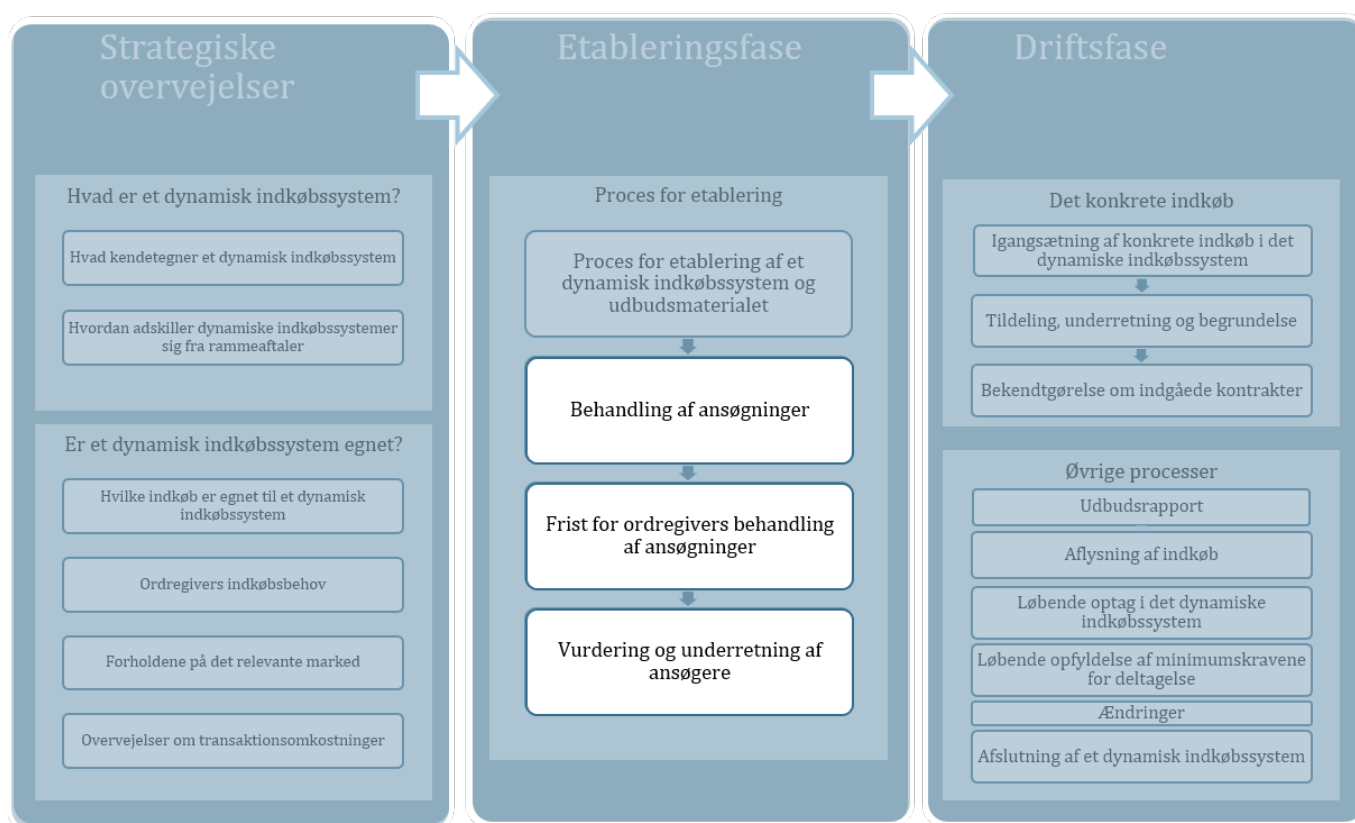 Strategiske
overvejelser
Hvad er et dynamisk indkøbssystem?
Hvad kendetegner et dynamisk indkøbssystem
Hvordan adskiller dynamiske indkøbssystemer
sig fra rammeaftaler
Er et dynamisk indkøbssystem egnet?
Hvilke indkøb er egnet til et dynamisk
indkøbssystem
Ordregivers indkøbsbehov
Forholdene på det relevante marked
Overvejelser om transaktionsomkostninger
Etableringsfase
Proces for etablering
Proces for etablering af et
dynamisk indkøbssystem og
udbudsmaterialet
Behandling af ansøgninger
Frist for ordregivers behandling
af ansøgninger
Vurdering og underretning af
ansøgere
Driftsfase
Det konkrete indkøb
Igangsætning af konkrete indkøb i det
dynamiske indkøbssystem
Tildeling, underretning og begrundelse
Bekendtgørelse om indgåede kontrakter
Øvrige processer
Udbudsrapport
Aflysning af indkøb
Løbende optag i det dynamiske
indkøbssystem
Løbende opfyldelse af minimumskravene
for deltagelse
Ændringer
Afslutning af et dynamisk indkøbssystem